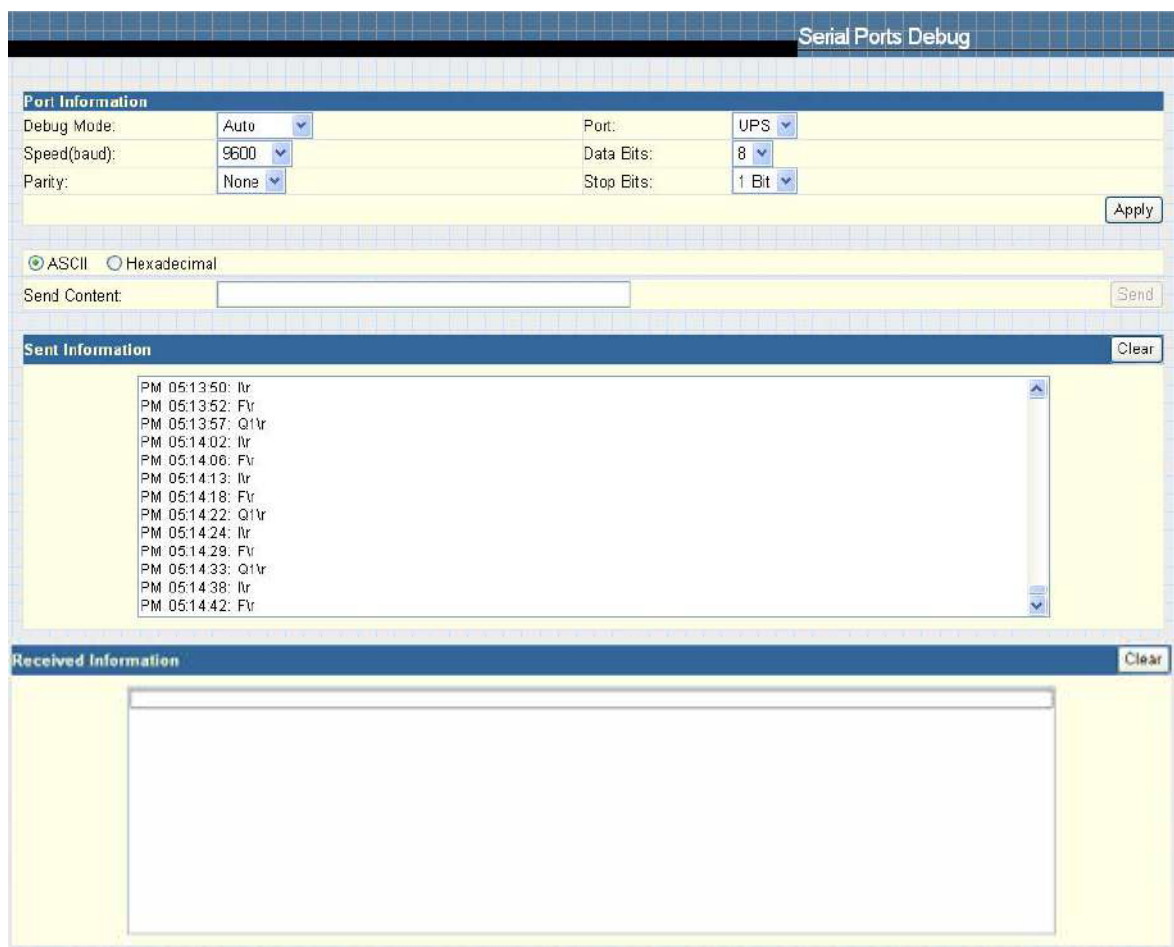 Serial Ports Debug
Port Information
Debug Mode: Auto Port: UPS
Speed(baud): 9600 Data Bits: 8
Parity: None Stop Bits: 1 Bit
Apply
ASCII Hexadecimal
Send Content: Send
Sent Information Clear
PM 05:13:50: I\r
PM 05:13:52: F\r
PM 05:13:57: Q1\r
PM 05:14:02: I\r
PM 05:14:06: F\r
PM 05:14:13: I\r
PM 05:14:18: F\r
PM 05:14:22: Q1\r
PM 05:14:24: I\r
PM 05:14:29: F\r
PM 05:14:33: Q1\r
PM 05:14:38: I\r
PM 05:14:42: F\r
Received Information Clear